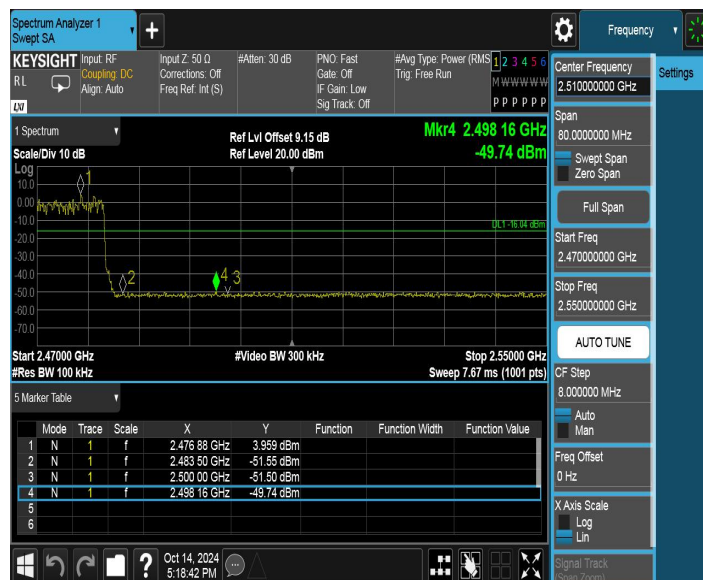 Spectrum Analyzer 1
Swept SA
+
Frequency
KEYSIGHT
RL
LXI
Input: RF
Coupling: DC
Align: Auto
Input Z: 50 Ω
Corrections: Off
Freq Ref: Int (S)
#Atten: 30 dB
PNO: Fast
Gate: Off
IF Gain: Low
Sig Track: Off
#Avg Type: Power (RMS
Trig: Free Run
1 2 3 4 5 6
M W W W W W
P P P P P P
Center Frequency
2.510000000 GHz
Settings
Span
80.0000000 MHz
Swept Span
Zero Span
Full Span
Start Freq
2.470000000 GHz
Stop Freq
2.550000000 GHz
AUTO TUNE
CF Step
8.000000 MHz
Auto
Man
Freq Offset
0 Hz
X Axis Scale
Log
Lin
Signal Track
(Span Zoom)
1 Spectrum
Scale/Div 10 dB
Ref Lvl Offset 9.15 dB
Ref Level 20.00 dBm
Mkr4 2.498 16 GHz
-49.74 dBm
Log
10.0
0.00
-10.0
-20.0
-30.0
-40.0
-50.0
-60.0
-70.0
1
2
4
3
DL1 -16.04 dBm
Start 2.47000 GHz
#Res BW 100 kHz
#Video BW 300 kHz
Stop 2.55000 GHz
Sweep 7.67 ms (1001 pts)
5 Marker Table
Mode Trace Scale X Y Function Function Width Function Value
1 N 1 f 2.476 88 GHz 3.959 dBm
2 N 1 f 2.483 50 GHz -51.55 dBm
3 N 1 f 2.500 00 GHz -51.50 dBm
4 N 1 f 2.498 16 GHz -49.74 dBm
5
6
?
Oct 14, 2024
5:18:42 PM